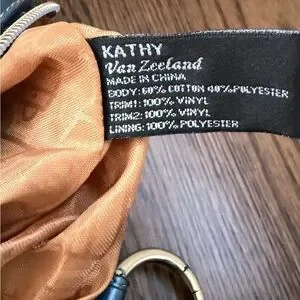 KATHY
Van Zeeland
MADE IN CHINA
BODY: 60% COTTON 40% POLYESTER
TRIM1: 100% VINYL
TRIM2: 100% VINYL
LINING: 100% POLYESTER